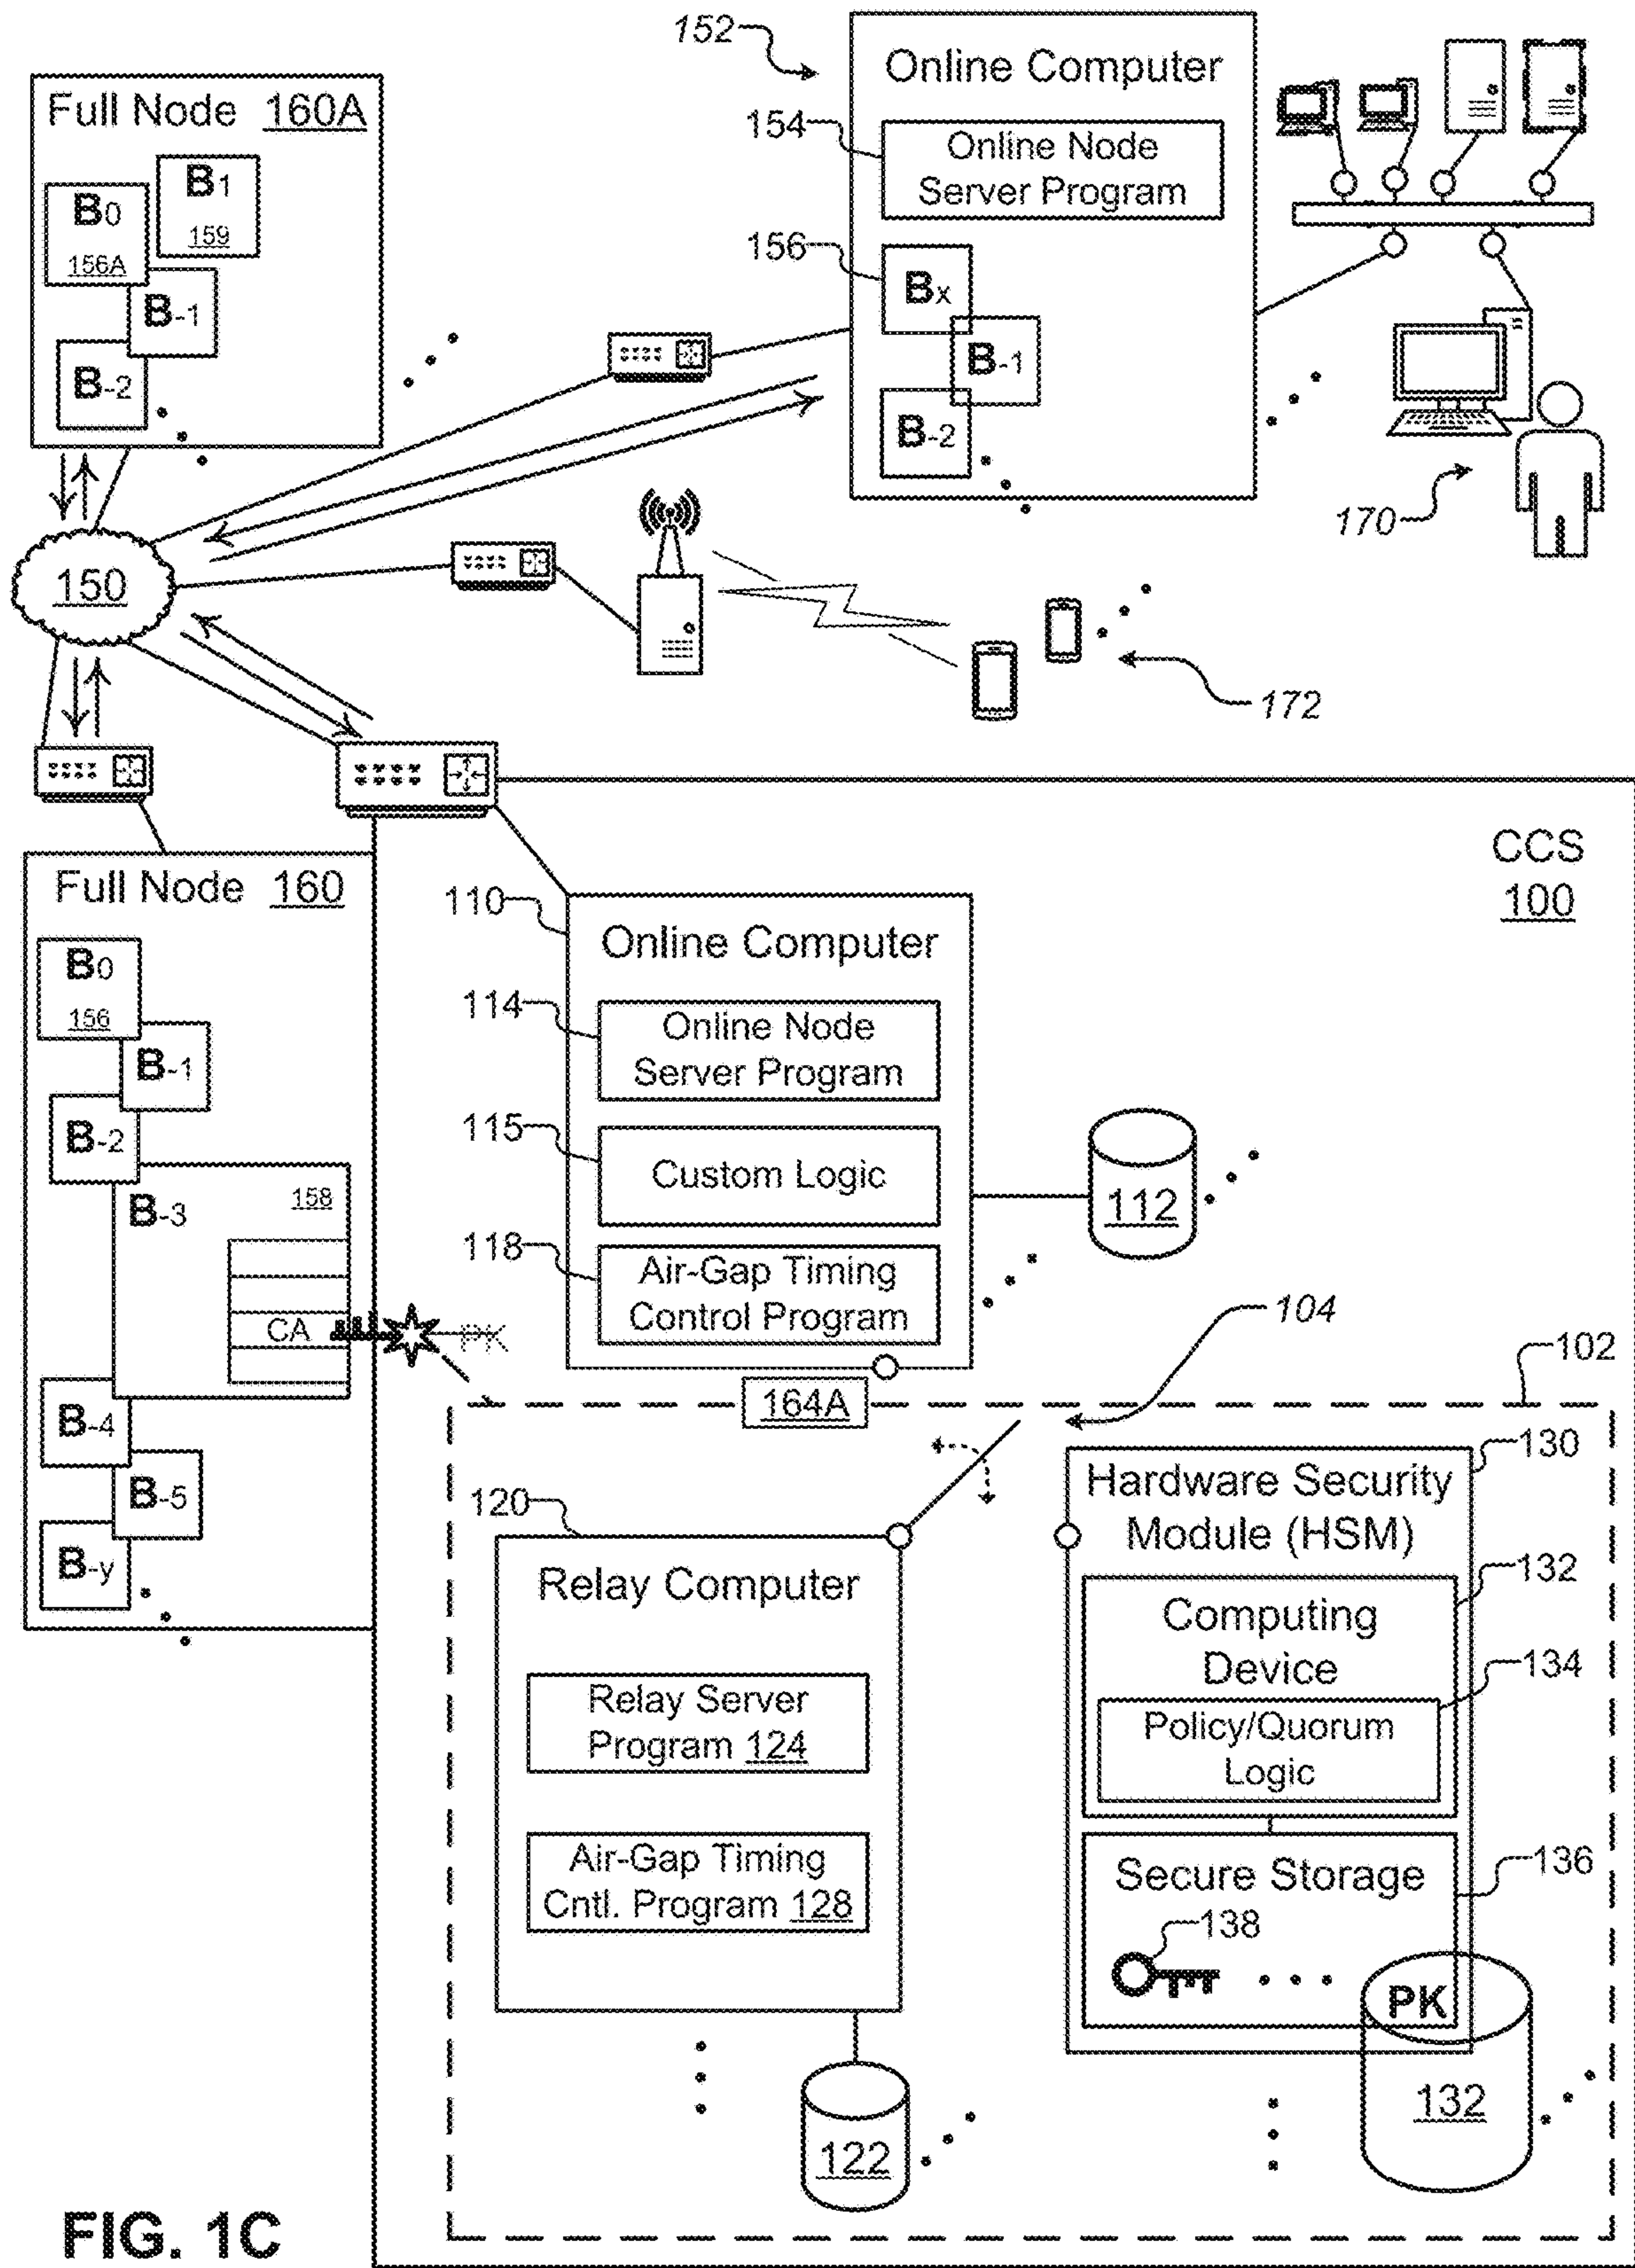 152
Online Computer
154
Online Node
Server Program
156
Bx
B-1
B-2
Full Node 160A
B0
156A
B1
159
B-1
B-2
170
150
172
CCS
100
Full Node 160
B0
156
B-1
B-2
B-3
158
CA
PK
B-4
B-5
B-y
110
Online Computer
114
Online Node
Server Program
115
Custom Logic
118
Air-Gap Timing
Control Program
112
104
102
164A
120
Relay Computer
Relay Server
Program 124
Air-Gap Timing
Cntl. Program 128
122
130
Hardware Security
Module (HSM)
132
Computing
Device
134
Policy/Quorum
Logic
136
Secure Storage
138
PK
132
FIG. 1C